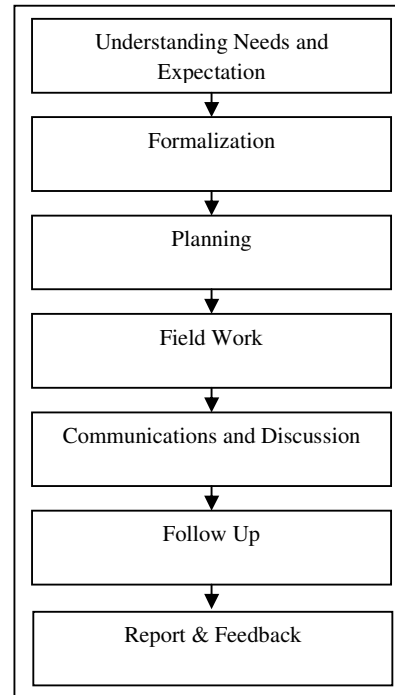 Understanding Needs and
Expectation
Formalization
Planning
Field Work
Communications and Discussion
Follow Up
Report & Feedback